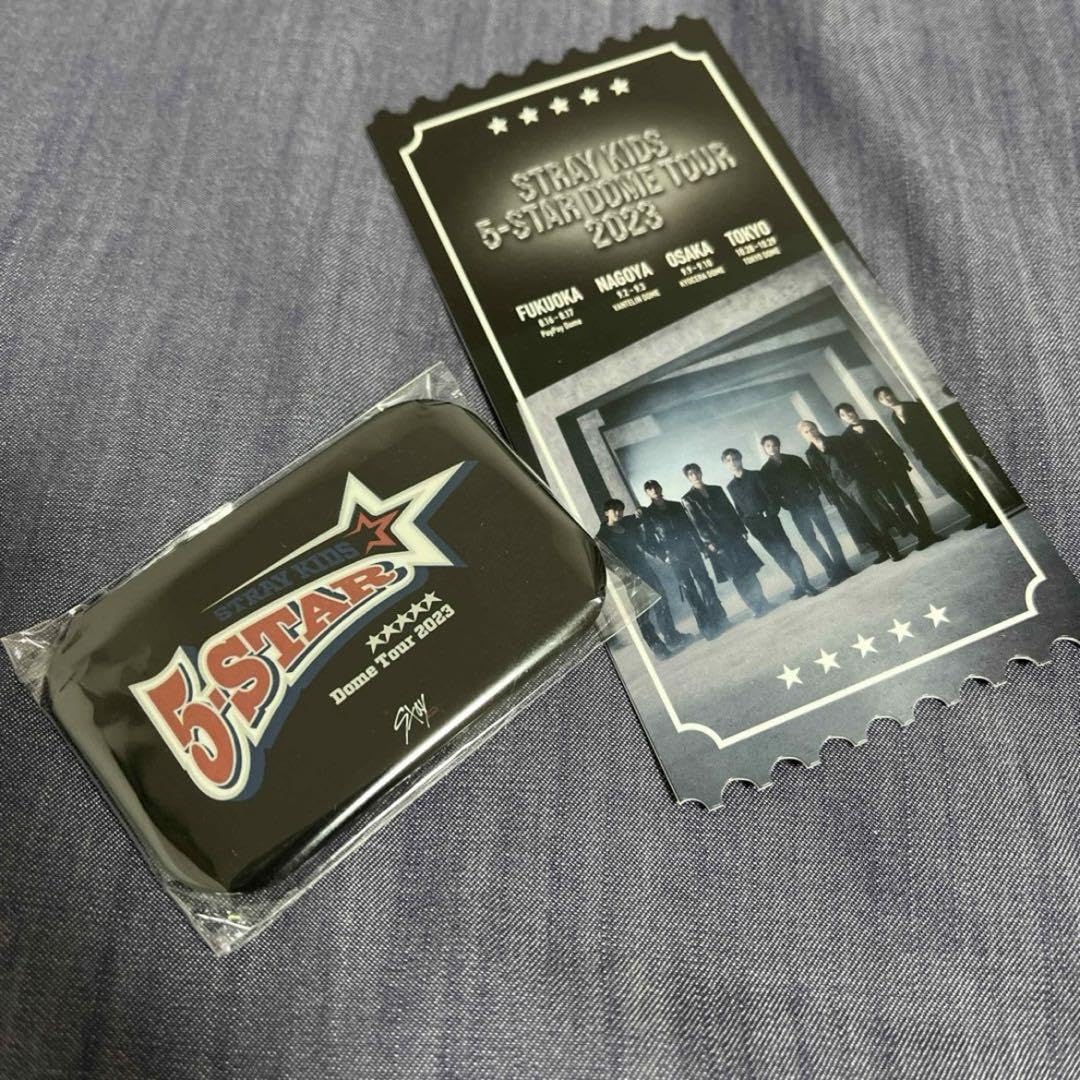 STRAY KIDS
5-STAR DOME TOUR
2023
FUKUOKA
8.16 - 8.17
PayPay Dome
NAGOYA
9.2 - 9.3
VANTELIN DOME
OSAKA
9.9 - 9.10
KYOCERA DOME
TOKYO
10.28 - 10.29
TOKYO DOME
STRAY KIDS
5-STAR
Dome Tour 2023
Stay